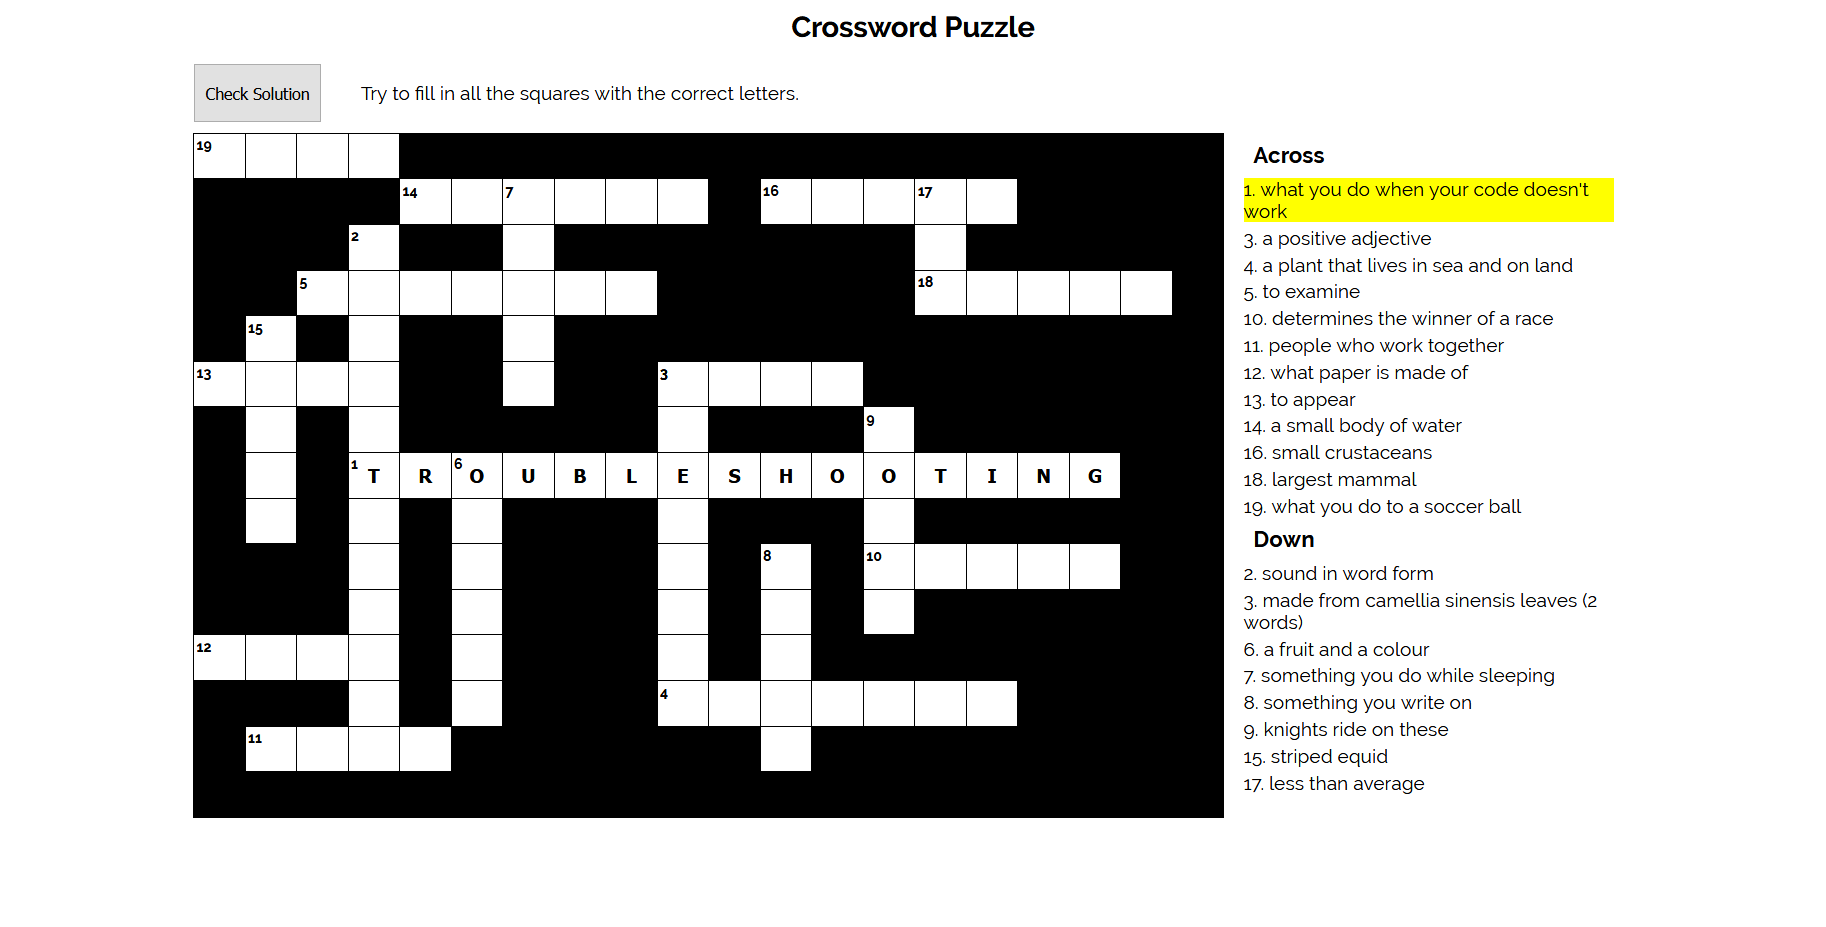 Crossword Puzzle
Check Solution
Try to fill in all the squares with the correct letters.
19
14 7 16 17
2
5 18
15
13 3
9
1 T R 6 O U B L E S H O O T I N G
8 10
12
4
11
Across
1. what you do when your code doesn't
work
3. a positive adjective
4. a plant that lives in sea and on land
5. to examine
10. determines the winner of a race
11. people who work together
12. what paper is made of
13. to appear
14. a small body of water
16. small crustaceans
18. largest mammal
19. what you do to a soccer ball
Down
2. sound in word form
3. made from camellia sinensis leaves (2
words)
6. a fruit and a colour
7. something you do while sleeping
8. something you write on
9. knights ride on these
15. striped equid
17. less than average